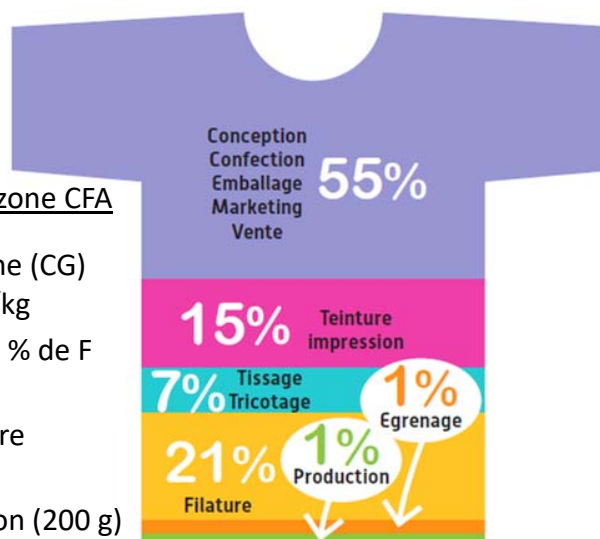 zone CFA
ne (CG)
/kg
% de F
re
on (200 g)
Conception
Confection
Emballage
Marketing
Vente
55%
15%
Teinture
impression
7%
Tissage
Tricotage
1%
Egrenage
21%
Filature
1%
Production